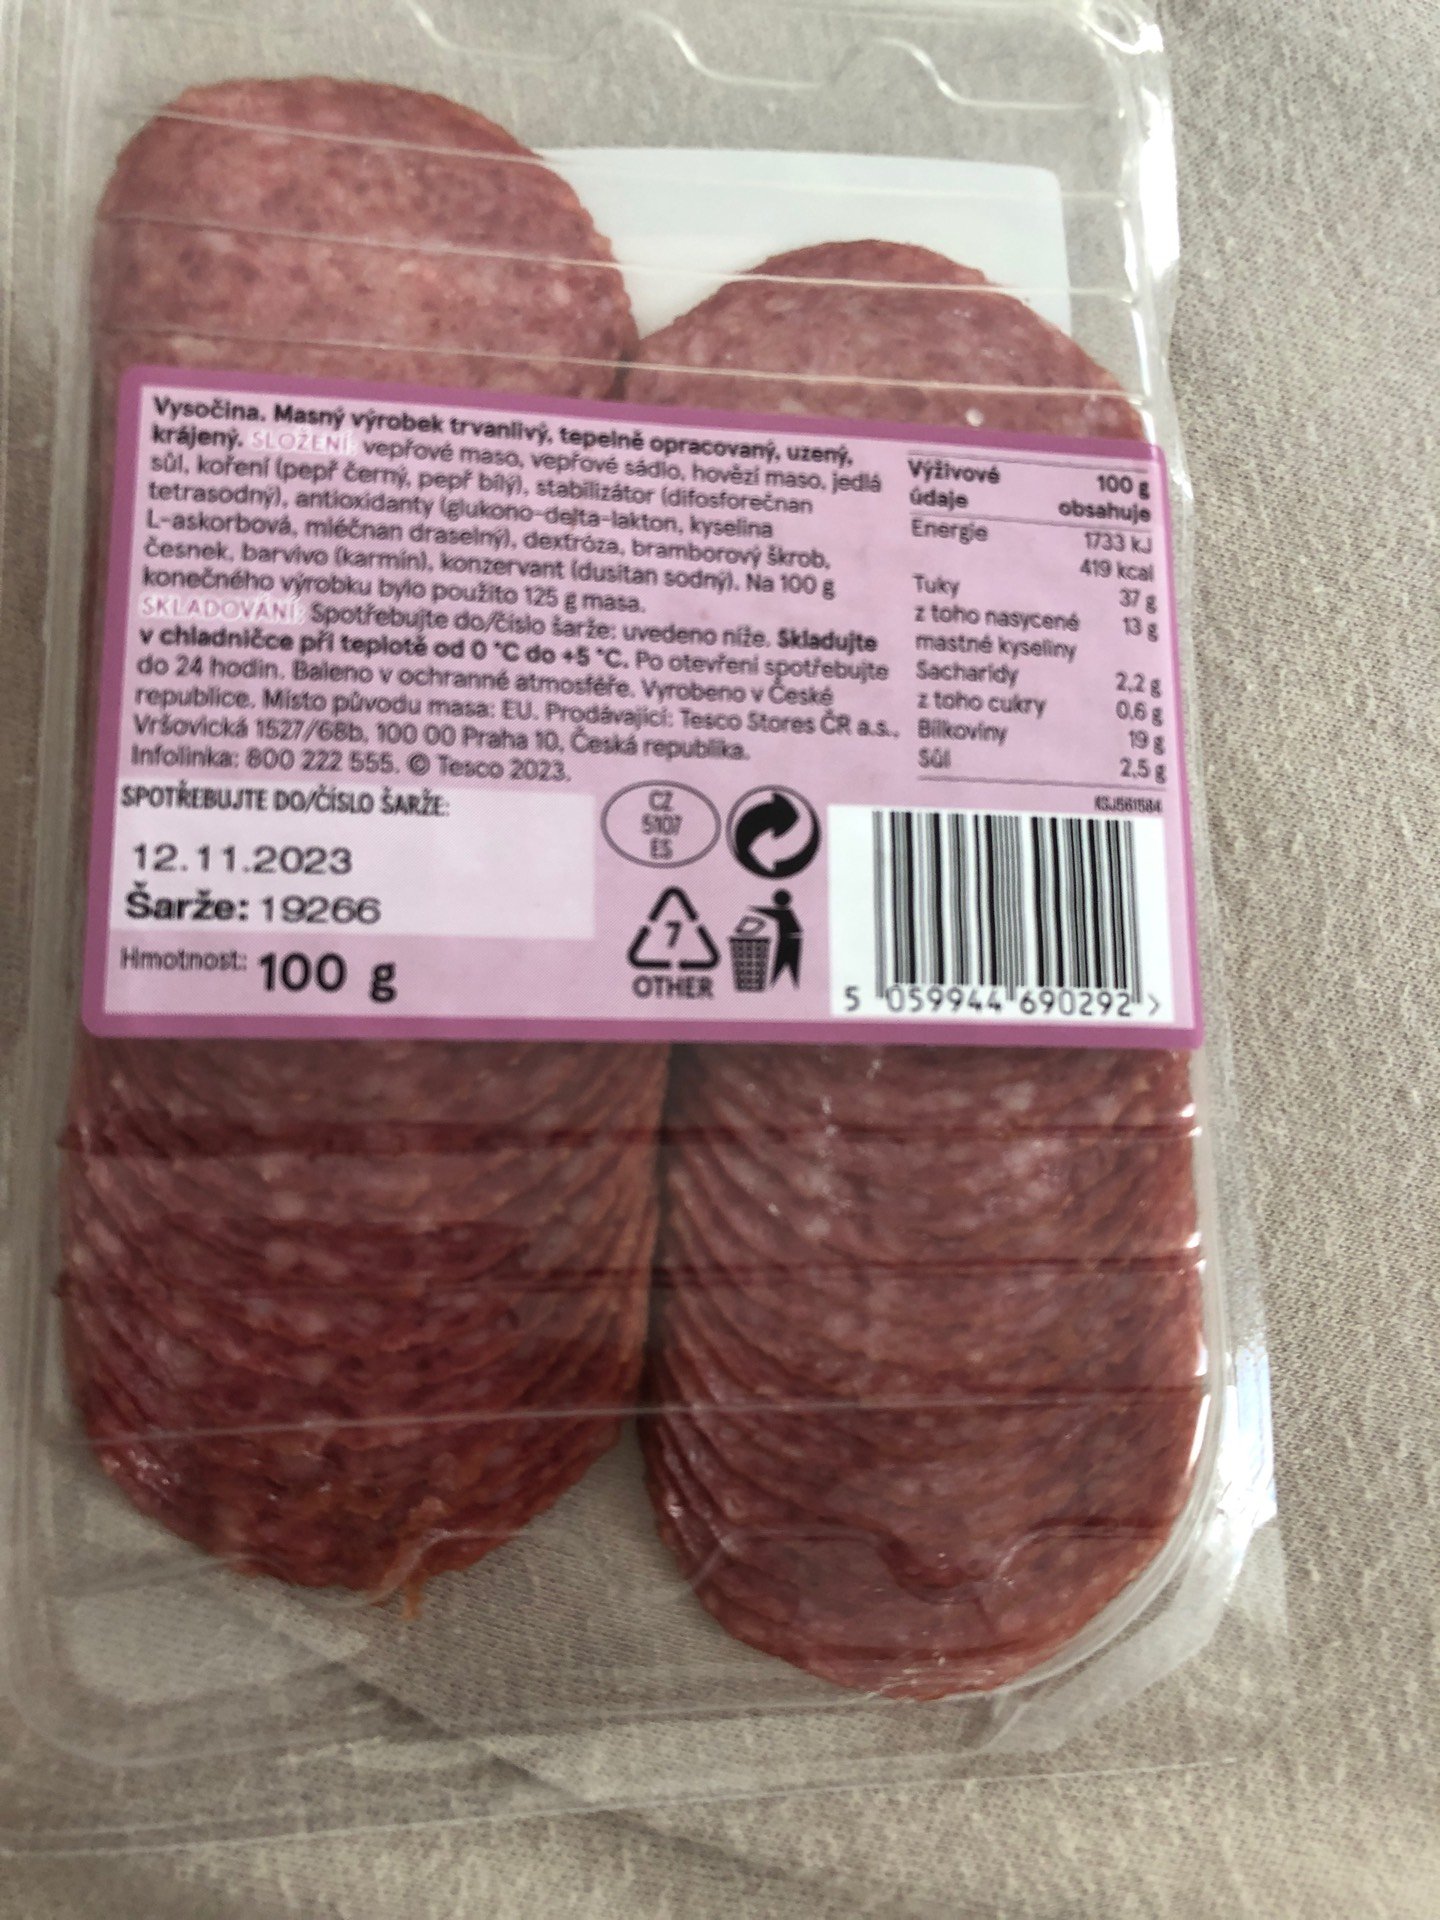 Vysočina. Masný výrobek trvanlivý, tepelně opracovaný, uzený,
krájený. SLOŽENÍ: vepřové maso, vepřové sádlo, hovězí maso, jedlá
sůl, koření (pepř černý, pepř bílý), stabilizátor (difosforečnan
tetrasodný), antioxidanty (glukono-delta-lakton, kyselina
L-askorbová, mléčnan draselný), dextróza, bramborový škrob,
česnek, barvivo (karmín), konzervant (dusitan sodný). Na 100 g
konečného výrobku bylo použito 125 g masa.
SKLADOVÁNÍ: Spotřebujte do/číslo šarže: uvedeno níže. Skladujte
v chladničce při teplotě od 0 °C do +5 °C. Po otevření spotřebujte
do 24 hodin. Baleno v ochranné atmosféře. Vyrobeno v České
republice. Místo původu masa: EU. Prodávající: Tesco Stores ČR a.s.,
Vršovická 1527/68b, 100 00 Praha 10, Česká republika.
Infolinka: 800 222 555. © Tesco 2023.
Výživové údaje 100 g obsahuje
Energie 1733 kJ
419 kcal
Tuky 37 g
z toho nasycené mastné kyseliny 13 g
Sacharidy 2,2 g
z toho cukry 0,6 g
Bílkoviny 19 g
Sůl 2,5 g
SPOTŘEBUJTE DO/ČÍSLO ŠARŽE:
12.11.2023
Šarže: 19266
Hmotnost: 100 g
CZ
5107
ES
7
OTHER
5 059944 690292 >